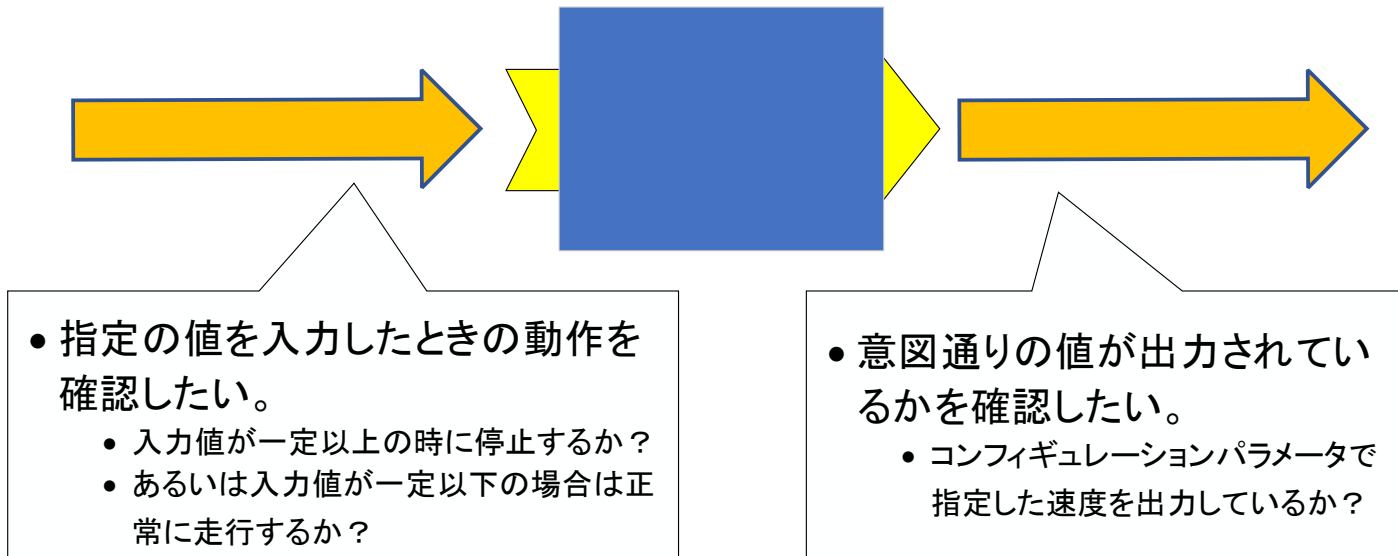 • 指定の値を入力したときの動作を
確認したい。
• 入力値が一定以上の時に停止するか？
• あるいは入力値が一定以下の場合は正
常に走行するか？
• 意図通りの値が出力されてい
るかを確認したい。
• コンフィギュレーションパラメータで
指定した速度を出力しているか？